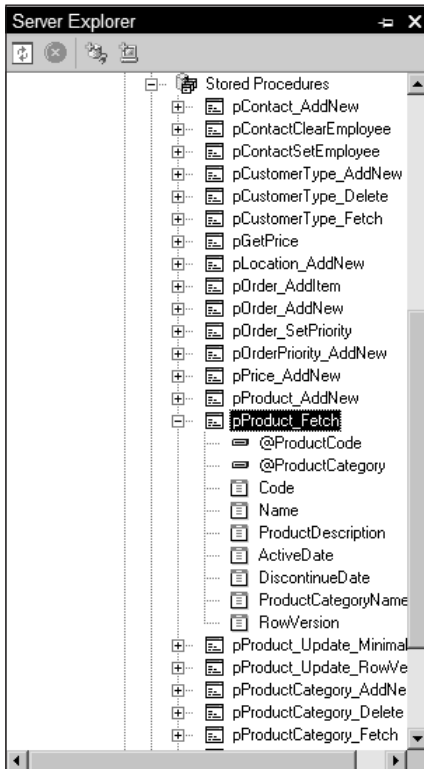 Server Explorer
Stored Procedures
pContact_AddNew
pContactClearEmployee
pContactSetEmployee
pCustomerType_AddNew
pCustomerType_Delete
pCustomerType_Fetch
pGetPrice
pLocation_AddNew
pOrder_AddItem
pOrder_AddNew
pOrder_SetPriority
pOrderPriority_AddNew
pPrice_AddNew
pProduct_AddNew
pProduct_Fetch
@ProductCode
@ProductCategory
Code
Name
ProductDescription
ActiveDate
DiscontinueDate
ProductCategoryName
RowVersion
pProduct_Update_Minimal
pProduct_Update_RowVe
pProductCategory_AddNe
pProductCategory_Delete
pProductCategory_Fetch